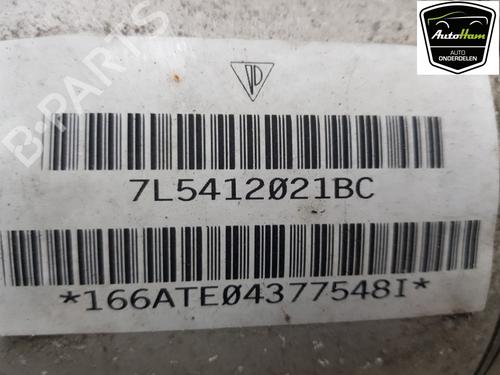 AutoHam
AUTO
ONDERDELEN
B-PARTS
7L5412021BC
*166ATE04377548I*